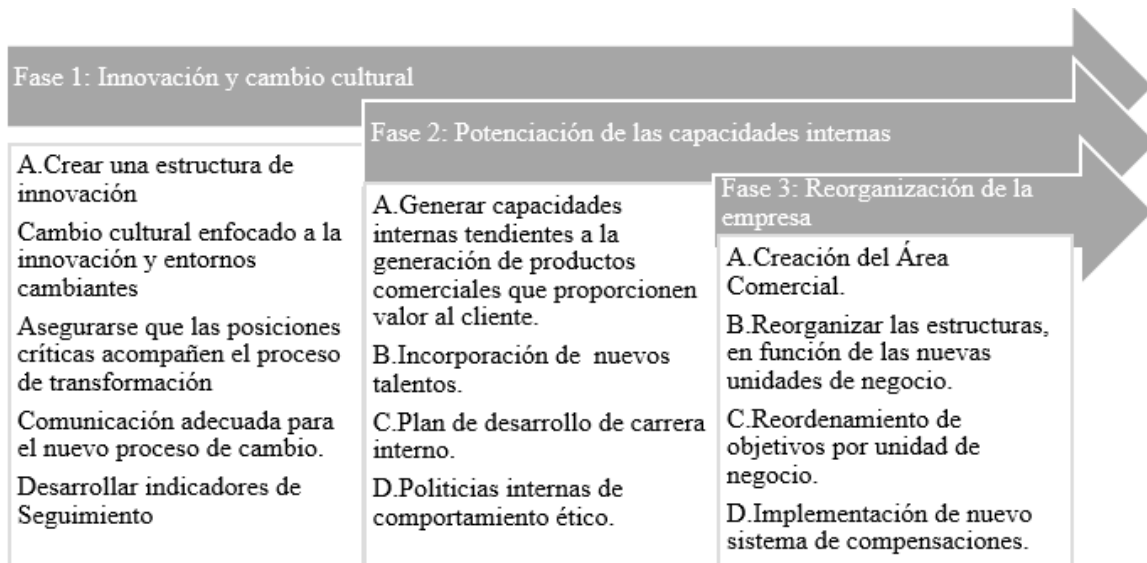 Fase 1: Innovación y cambio cultural
A.Crear una estructura de
innovación
Cambio cultural enfocado a la
innovación y entornos
cambiantes
Asegurarse que las posiciones
críticas acompañen el proceso
de transformación
Comunicación adecuada para
el nuevo proceso de cambio.
Desarrollar indicadores de
Seguimiento
Fase 2: Potenciación de las capacidades internas
A.Generar capacidades
internas tendientes a la
generación de productos
comerciales que proporcionen
valor al cliente.
B.Incorporación de nuevos
talentos.
C.Plan de desarrollo de carrera
interno.
D.Politicias internas de
comportamiento ético.
Fase 3: Reorganización de la
empresa
A.Creación del Área
Comercial.
B.Reorganizar las estructuras,
en función de las nuevas
unidades de negocio.
C.Reordenamiento de
objetivos por unidad de
negocio.
D.Implementación de nuevo
sistema de compensaciones.